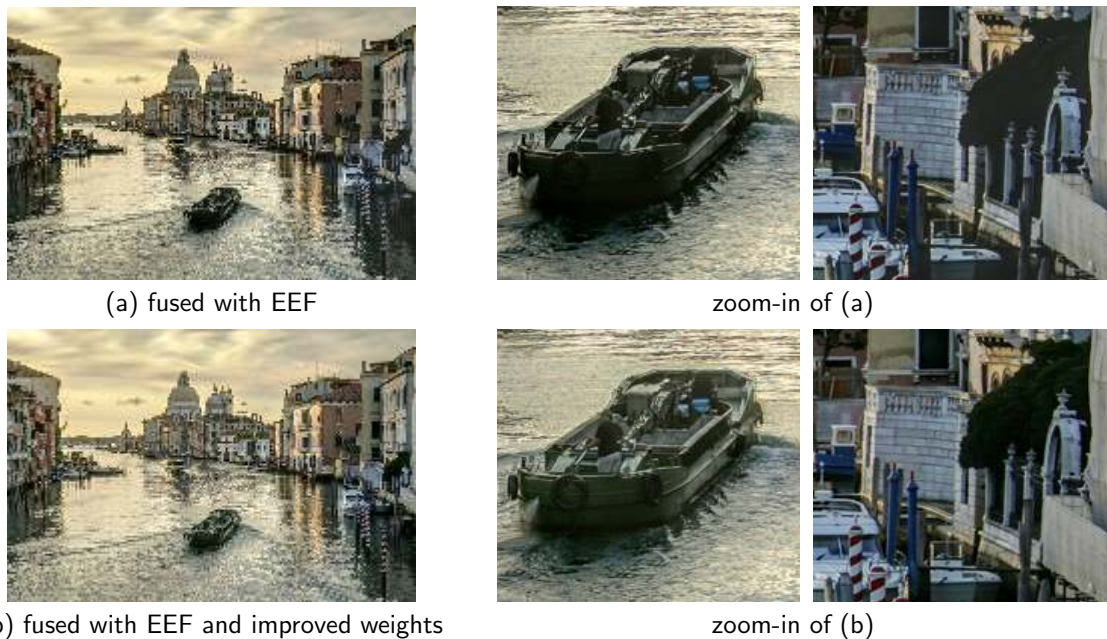 (a) fused with EEF
zoom-in of (a)
) fused with EEF and improved weights
zoom-in of (b)